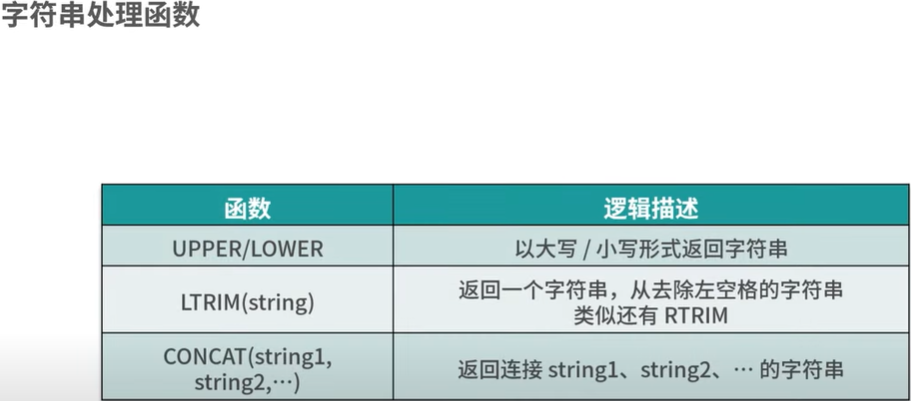 字符串处理函数
函数
逻辑描述
UPPER/LOWER
以大写 / 小写形式返回字符串
LTRIM(string)
返回一个字符串，从去除左空格的字符串
类似还有 RTRIM
CONCAT(string1,
string2,…)
返回连接 string1、string2、… 的字符串